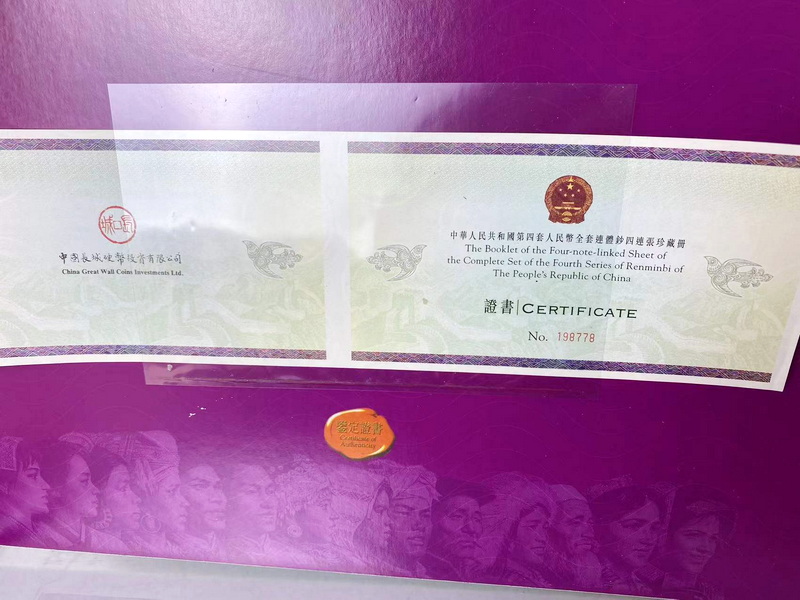 長城
中國長城硬幣投資有限公司
China Great Wall Coins Investments Ltd.
中華人民共和國第四套人民幣全套連體鈔四連張珍藏冊
The Booklet of the Four-note-linked Sheet of
the Complete Set of the Fourth Series of Renminbi of
The People's Republic of China
證書 | CERTIFICATE
No. 198778
鑒定證書
Certificate of
Authenticity